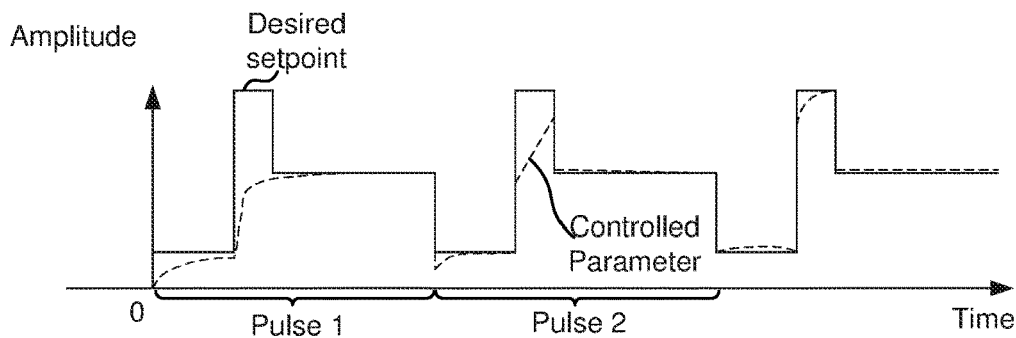 Amplitude
Desired
setpoint
Controlled
Parameter
0
Pulse 1
Pulse 2
Time